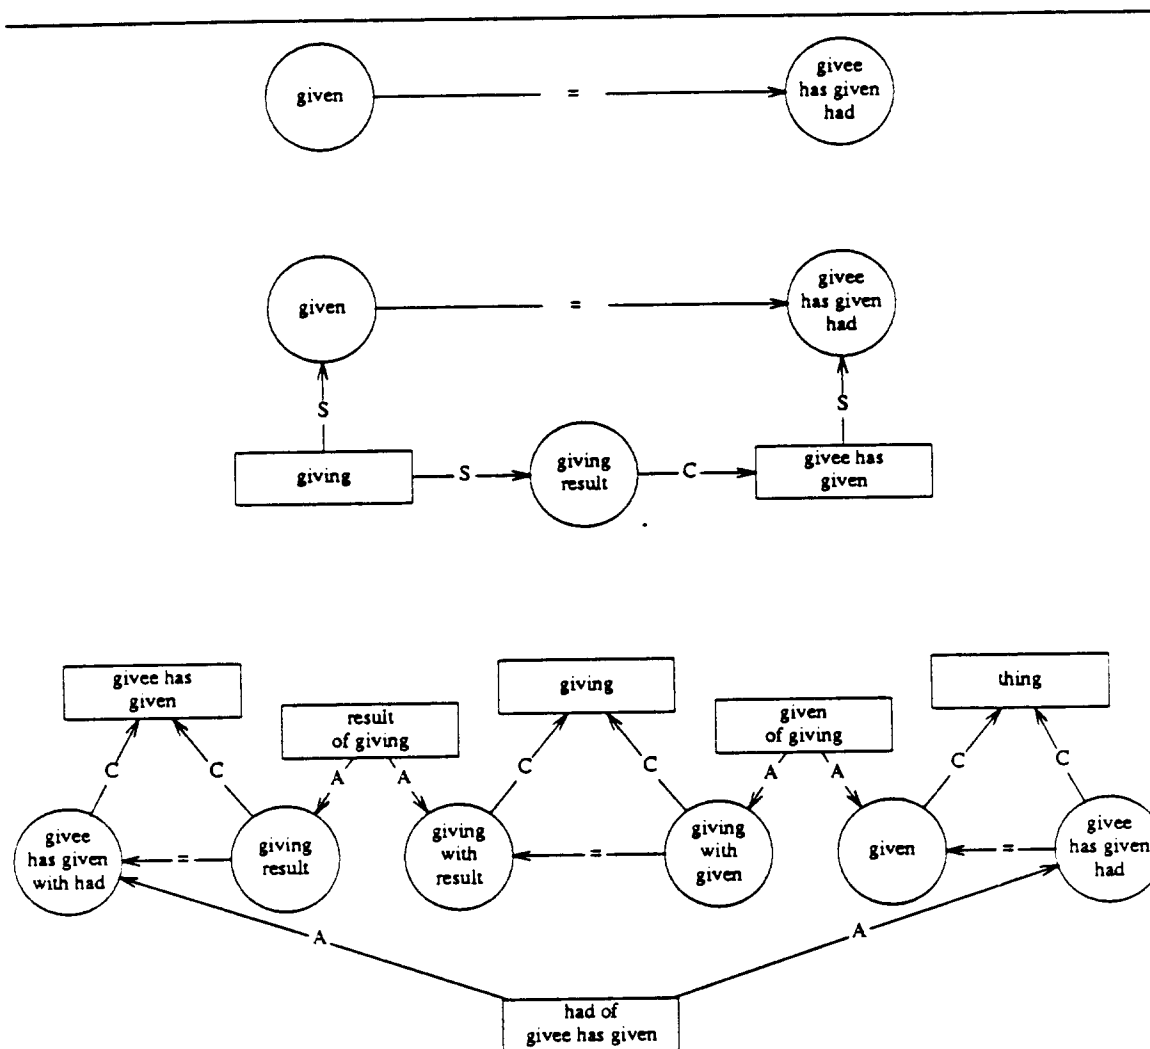 given
=
givee
has given
had
given
=
givee
has given
had
S
S
giving
S
giving
result
C
givee has
given
givee has
given
giving
thing
result
of giving
given
of giving
C
C
C
C
C
C
A
A
A
A
givee
has given
with had
=
giving
result
giving
with
result
=
giving
with
given
given
=
givee
has given
had
A
A
had of
givee has given